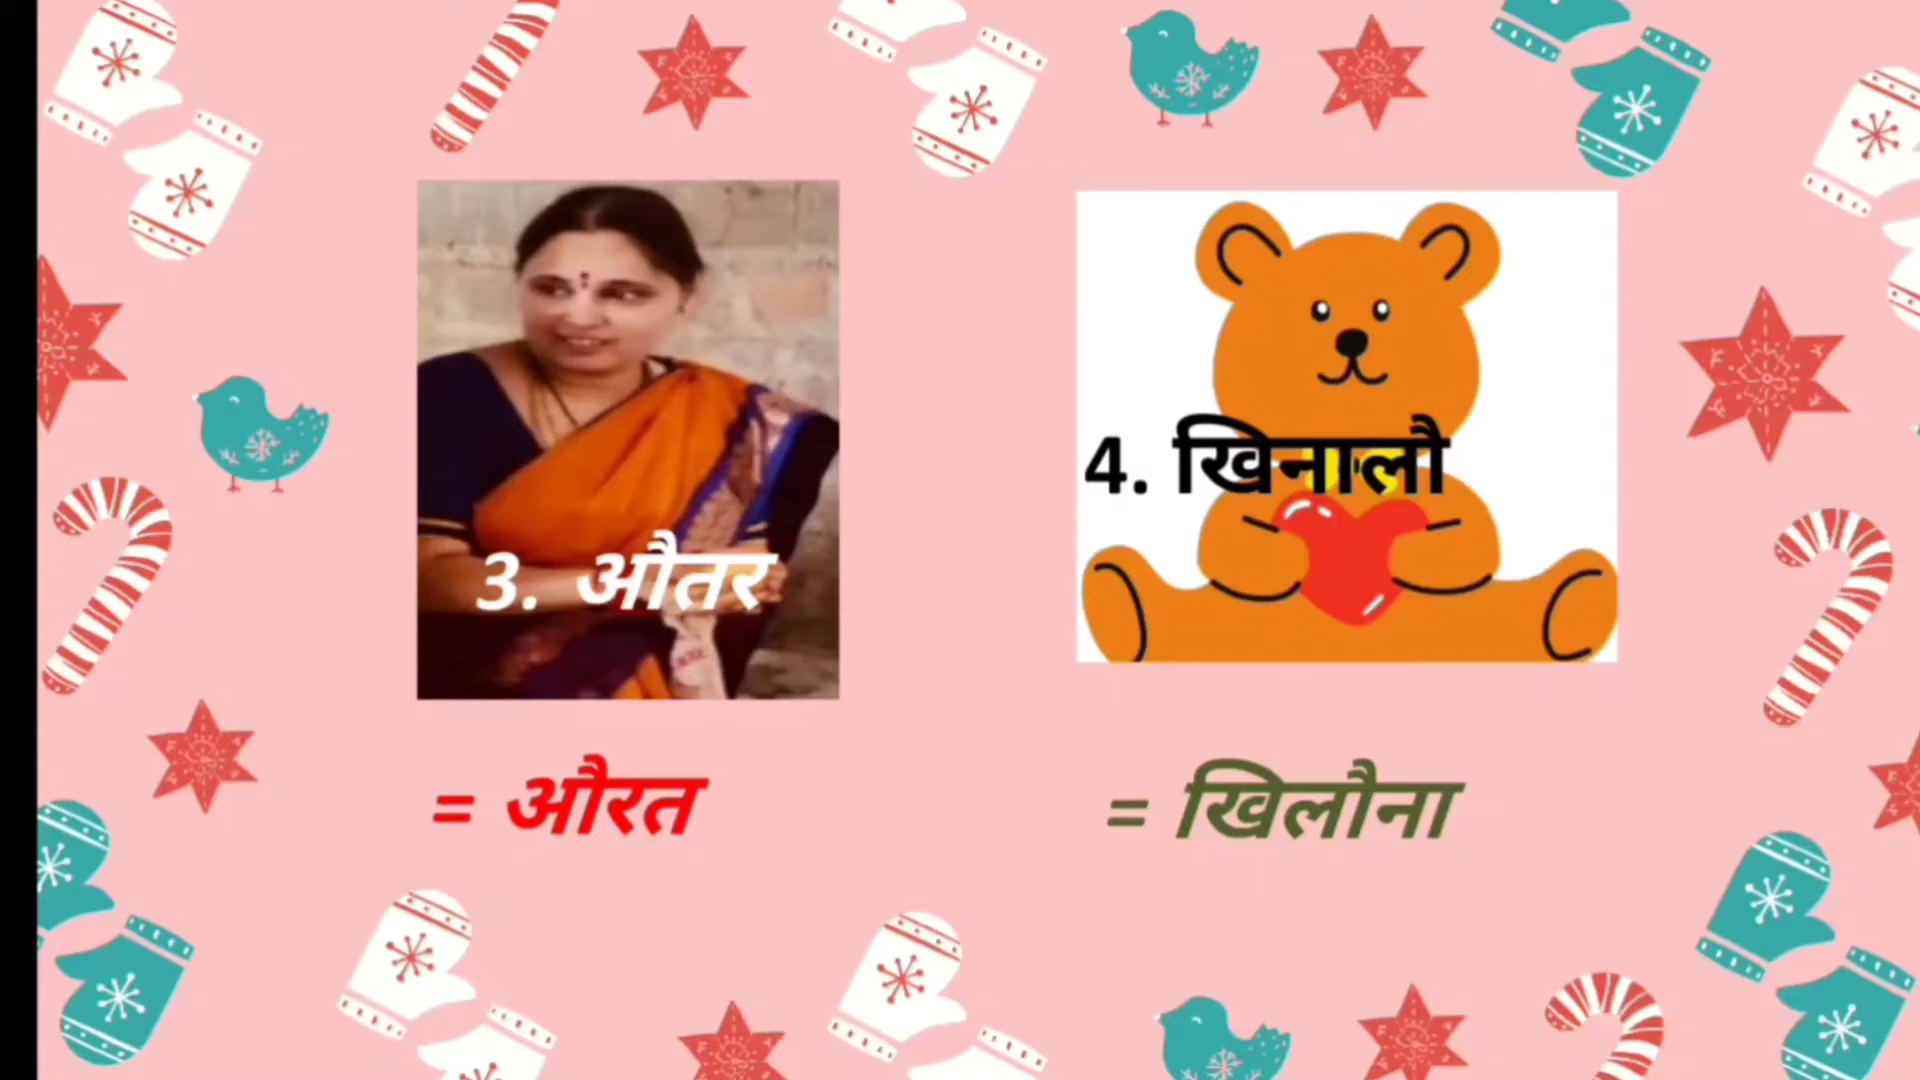 3. औतर
= औरत
4. खिनालौ
= खिलौना